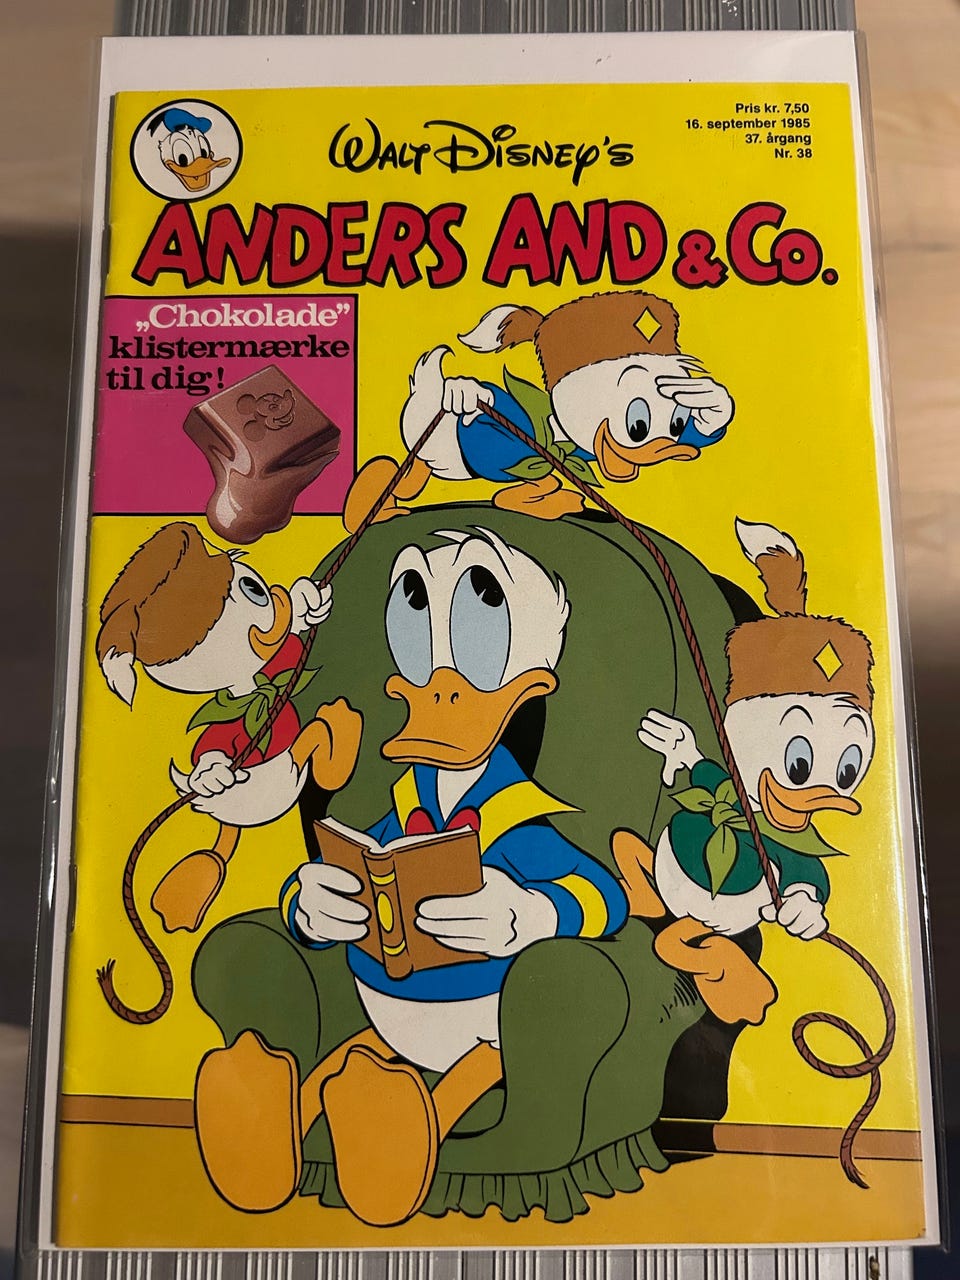 Pris kr. 7,50
16. september 1985
37. årgang
Nr. 38
WALT DISNEY'S
ANDERS AND & Co.
„Chokolade”
klistermærke
til dig!